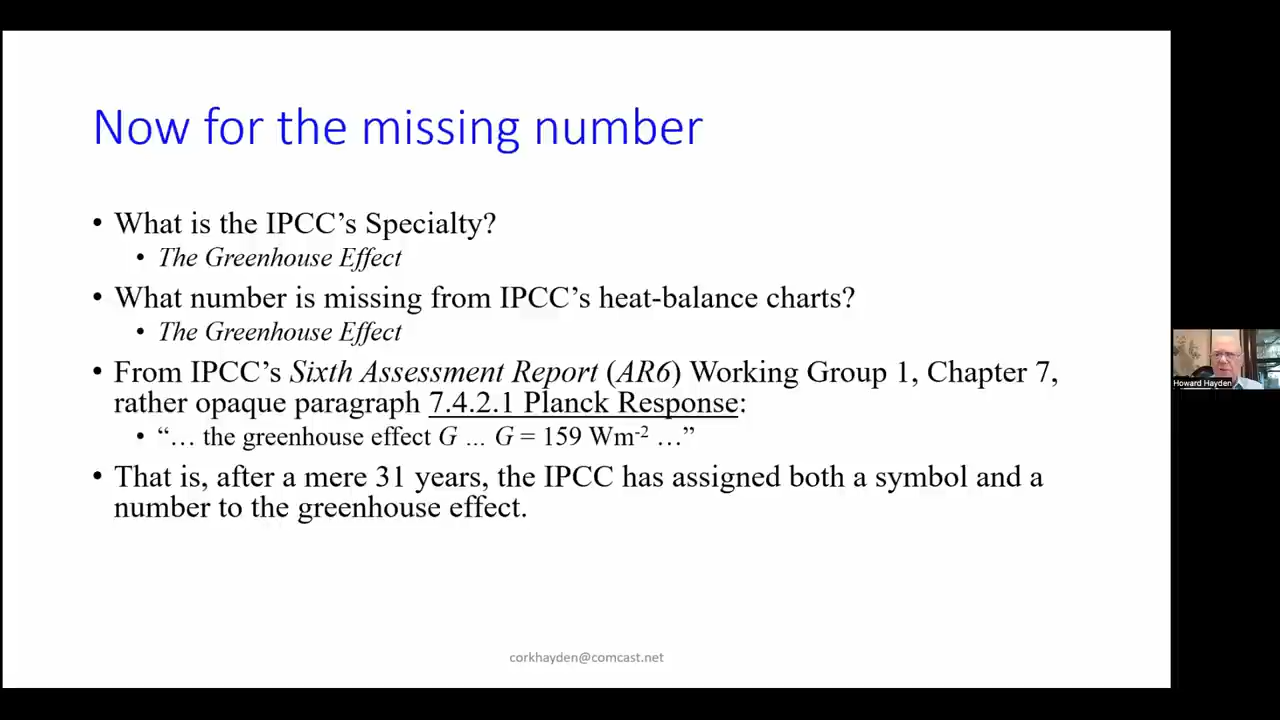 Now for the missing number
• What is the IPCC’s Specialty?
• The Greenhouse Effect
• What number is missing from IPCC’s heat-balance charts?
• The Greenhouse Effect
• From IPCC’s Sixth Assessment Report (AR6) Working Group 1, Chapter 7,
rather opaque paragraph 7.4.2.1 Planck Response:
• “… the greenhouse effect G … G = 159 Wm⁻² …”
• That is, after a mere 31 years, the IPCC has assigned both a symbol and a
number to the greenhouse effect.
Howard Hayden
corkhayden@comcast.net